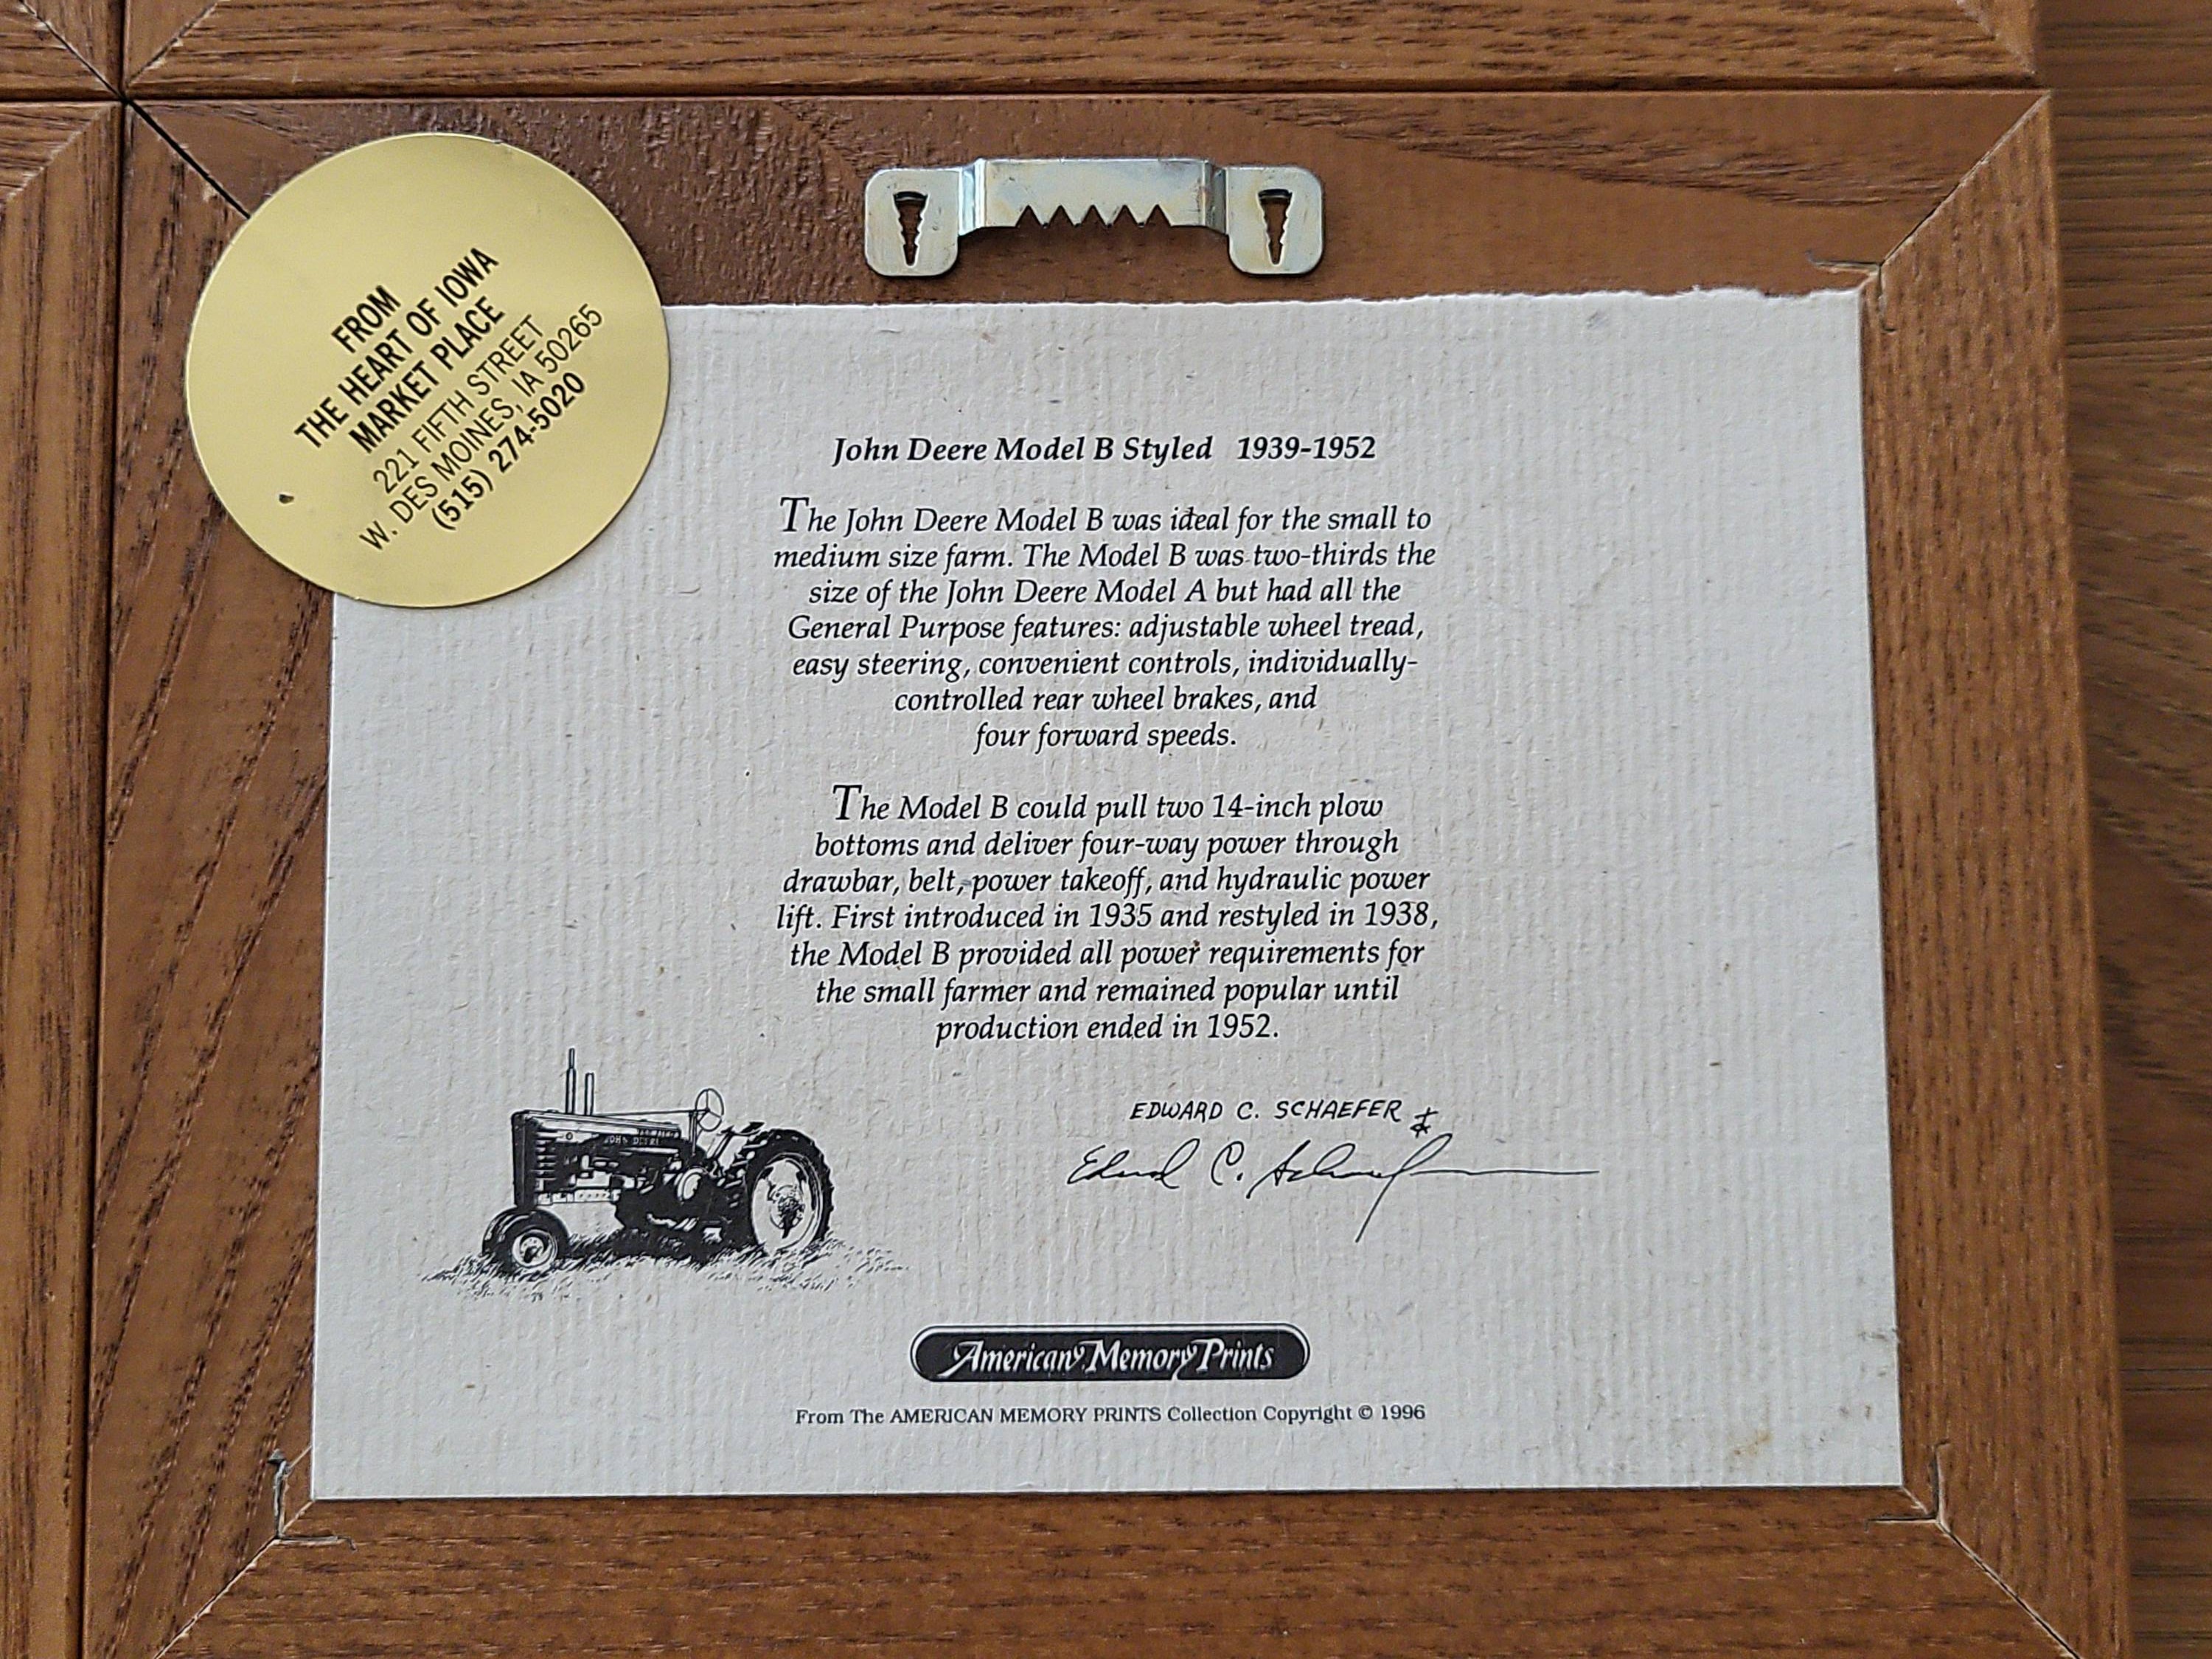 FROM
THE HEART OF IOWA
MARKET PLACE
221 FIFTH STREET
W. DES MOINES, IA 50265
(515) 274-5020
John Deere Model B Styled 1939-1952
The John Deere Model B was ideal for the small to
medium size farm. The Model B was two-thirds the
size of the John Deere Model A but had all the
General Purpose features: adjustable wheel tread,
easy steering, convenient controls, individually-
controlled rear wheel brakes, and
four forward speeds.
The Model B could pull two 14-inch plow
bottoms and deliver four-way power through
drawbar, belt, power takeoff, and hydraulic power
lift. First introduced in 1935 and restyled in 1938,
the Model B provided all power requirements for
the small farmer and remained popular until
production ended in 1952.
JOHN DEERE
EDWARD C. SCHAEFER
Edward C. Schaefer
American Memory Prints
From The AMERICAN MEMORY PRINTS Collection Copyright © 1996